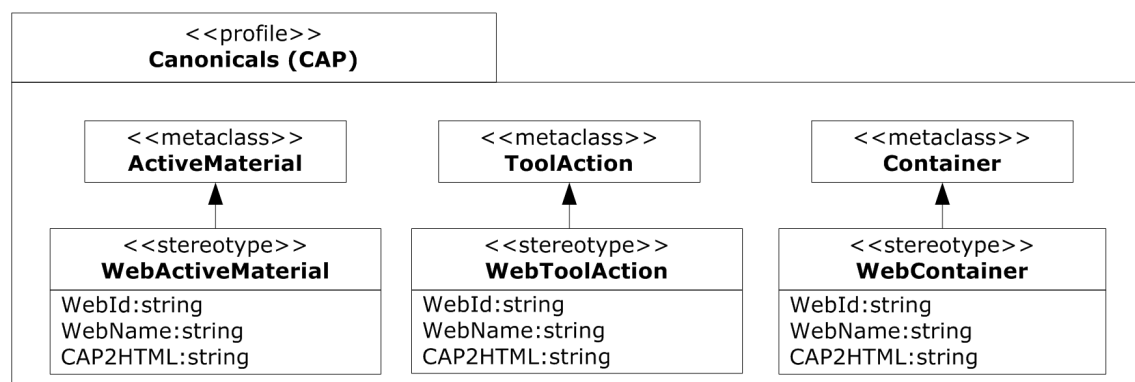 <<profile>>
Canonicals (CAP)
<<metaclass>>
ActiveMaterial
<<metaclass>>
ToolAction
<<metaclass>>
Container
<<stereotype>>
WebActiveMaterial
WebId:string
WebName:string
CAP2HTML:string
<<stereotype>>
WebToolAction
WebId:string
WebName:string
CAP2HTML:string
<<stereotype>>
WebContainer
WebId:string
WebName:string
CAP2HTML:string